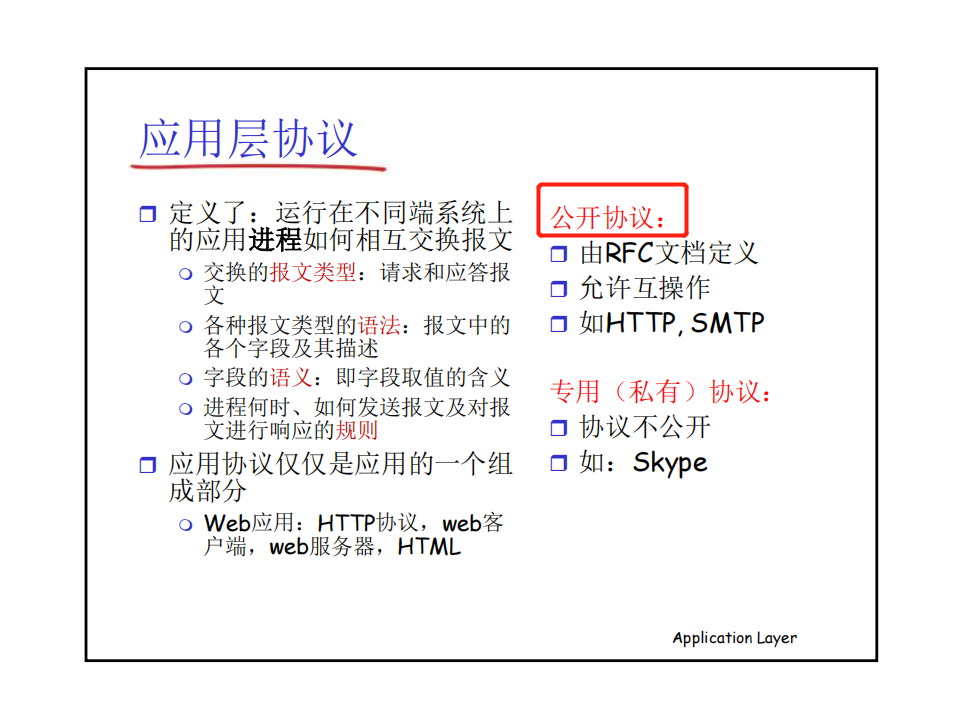 应用层协议
定义了：运行在不同端系统上
的应用进程如何相互交换报文
交换的报文类型：请求和应答报
文
各种报文类型的语法：报文中的
各个字段及其描述
字段的语义：即字段取值的含义
进程何时、如何发送报文及对报
文进行响应的规则
应用协议仅仅是应用的一个组
成部分
Web应用：HTTP协议，web客
户端，web服务器，HTML
公开协议：
由RFC文档定义
允许互操作
如HTTP, SMTP
专用（私有）协议：
协议不公开
如：Skype
Application Layer